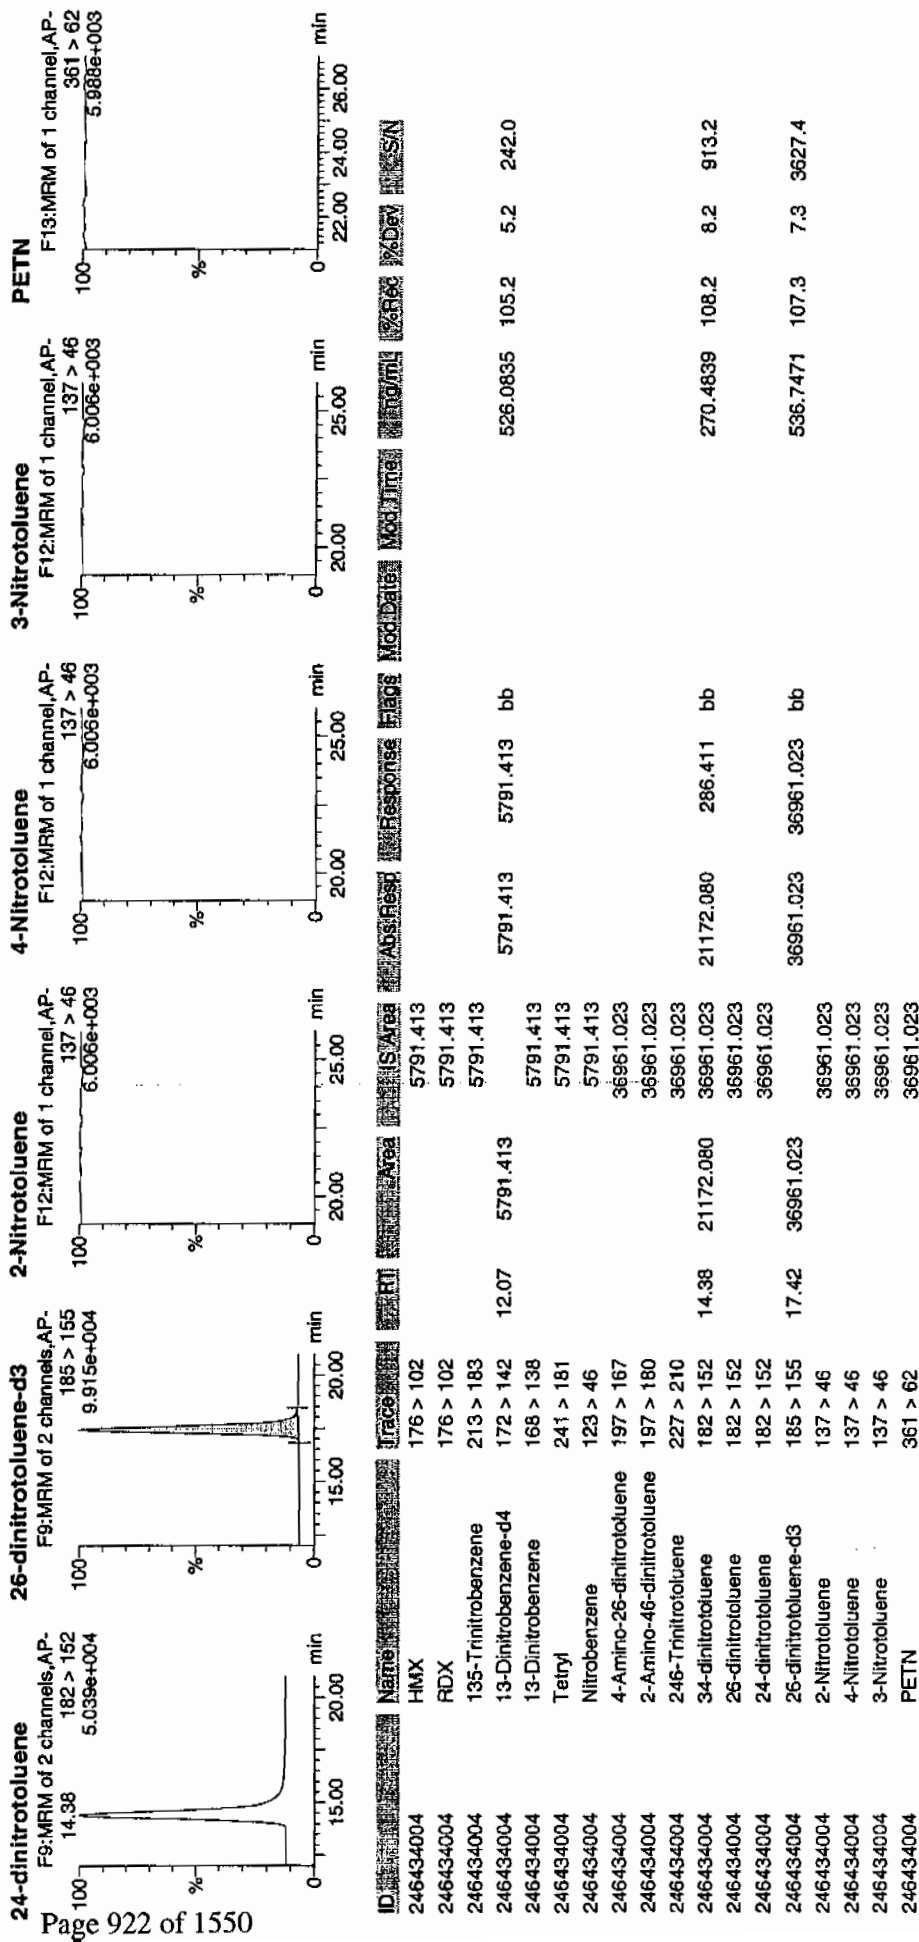 24-dinitrotoluene
F9:MRM of 2 channels,AP-
182 > 152
5.039e+004
14.38
100
%
0
15.00 20.00 min
26-dinitrotoluene-d3
F9:MRM of 2 channels,AP-
185 > 155
9.915e+004
100
%
0
15.00 20.00 min
2-Nitrotoluene
F12:MRM of 1 channel,AP-
137 > 46
6.006e+003
100
%
0
20.00 25.00 min
4-Nitrotoluene
F12:MRM of 1 channel,AP-
137 > 46
6.006e+003
100
%
0
20.00 25.00 min
3-Nitrotoluene
F12:MRM of 1 channel,AP-
137 > 46
6.006e+003
100
%
0
20.00 25.00 min
PETN
F13:MRM of 1 channel,AP-
361 > 62
5.988e+003
100
%
0
22.00 24.00 26.00 min
ID Name Trace RT Area IS Area Abs.Resp Response Flags Mod.Date Mod.Time ng/mL %Rec %Dev S/N
246434004 HMX 176 > 102 5791.413
246434004 RDX 176 > 102 5791.413
246434004 135-Trinitrobenzene 213 > 183 5791.413
246434004 13-Dinitrobenzene-d4 172 > 142 12.07 5791.413 5791.413 5791.413 bb 526.0835 105.2 5.2 242.0
246434004 13-Dinitrobenzene 168 > 138 5791.413
246434004 Tetryl 241 > 181 5791.413
246434004 Nitrobenzene 123 > 46 5791.413
246434004 4-Amino-26-dinitrotoluene 197 > 167 36961.023
246434004 2-Amino-46-dinitrotoluene 197 > 180 36961.023
246434004 246-Trinitrotoluene 227 > 210 36961.023
246434004 34-dinitrotoluene 182 > 152 14.38 21172.080 36961.023 21172.080 286.411 bb 270.4839 108.2 8.2 913.2
246434004 26-dinitrotoluene 182 > 152 36961.023
246434004 24-dinitrotoluene 182 > 152 36961.023
246434004 26-dinitrotoluene-d3 185 > 155 17.42 36961.023 36961.023 36961.023 bb 536.7471 107.3 7.3 3627.4
246434004 2-Nitrotoluene 137 > 46 36961.023
246434004 4-Nitrotoluene 137 > 46 36961.023
246434004 3-Nitrotoluene 137 > 46 36961.023
246434004 PETN 361 > 62 36961.023
Page 922 of 1550